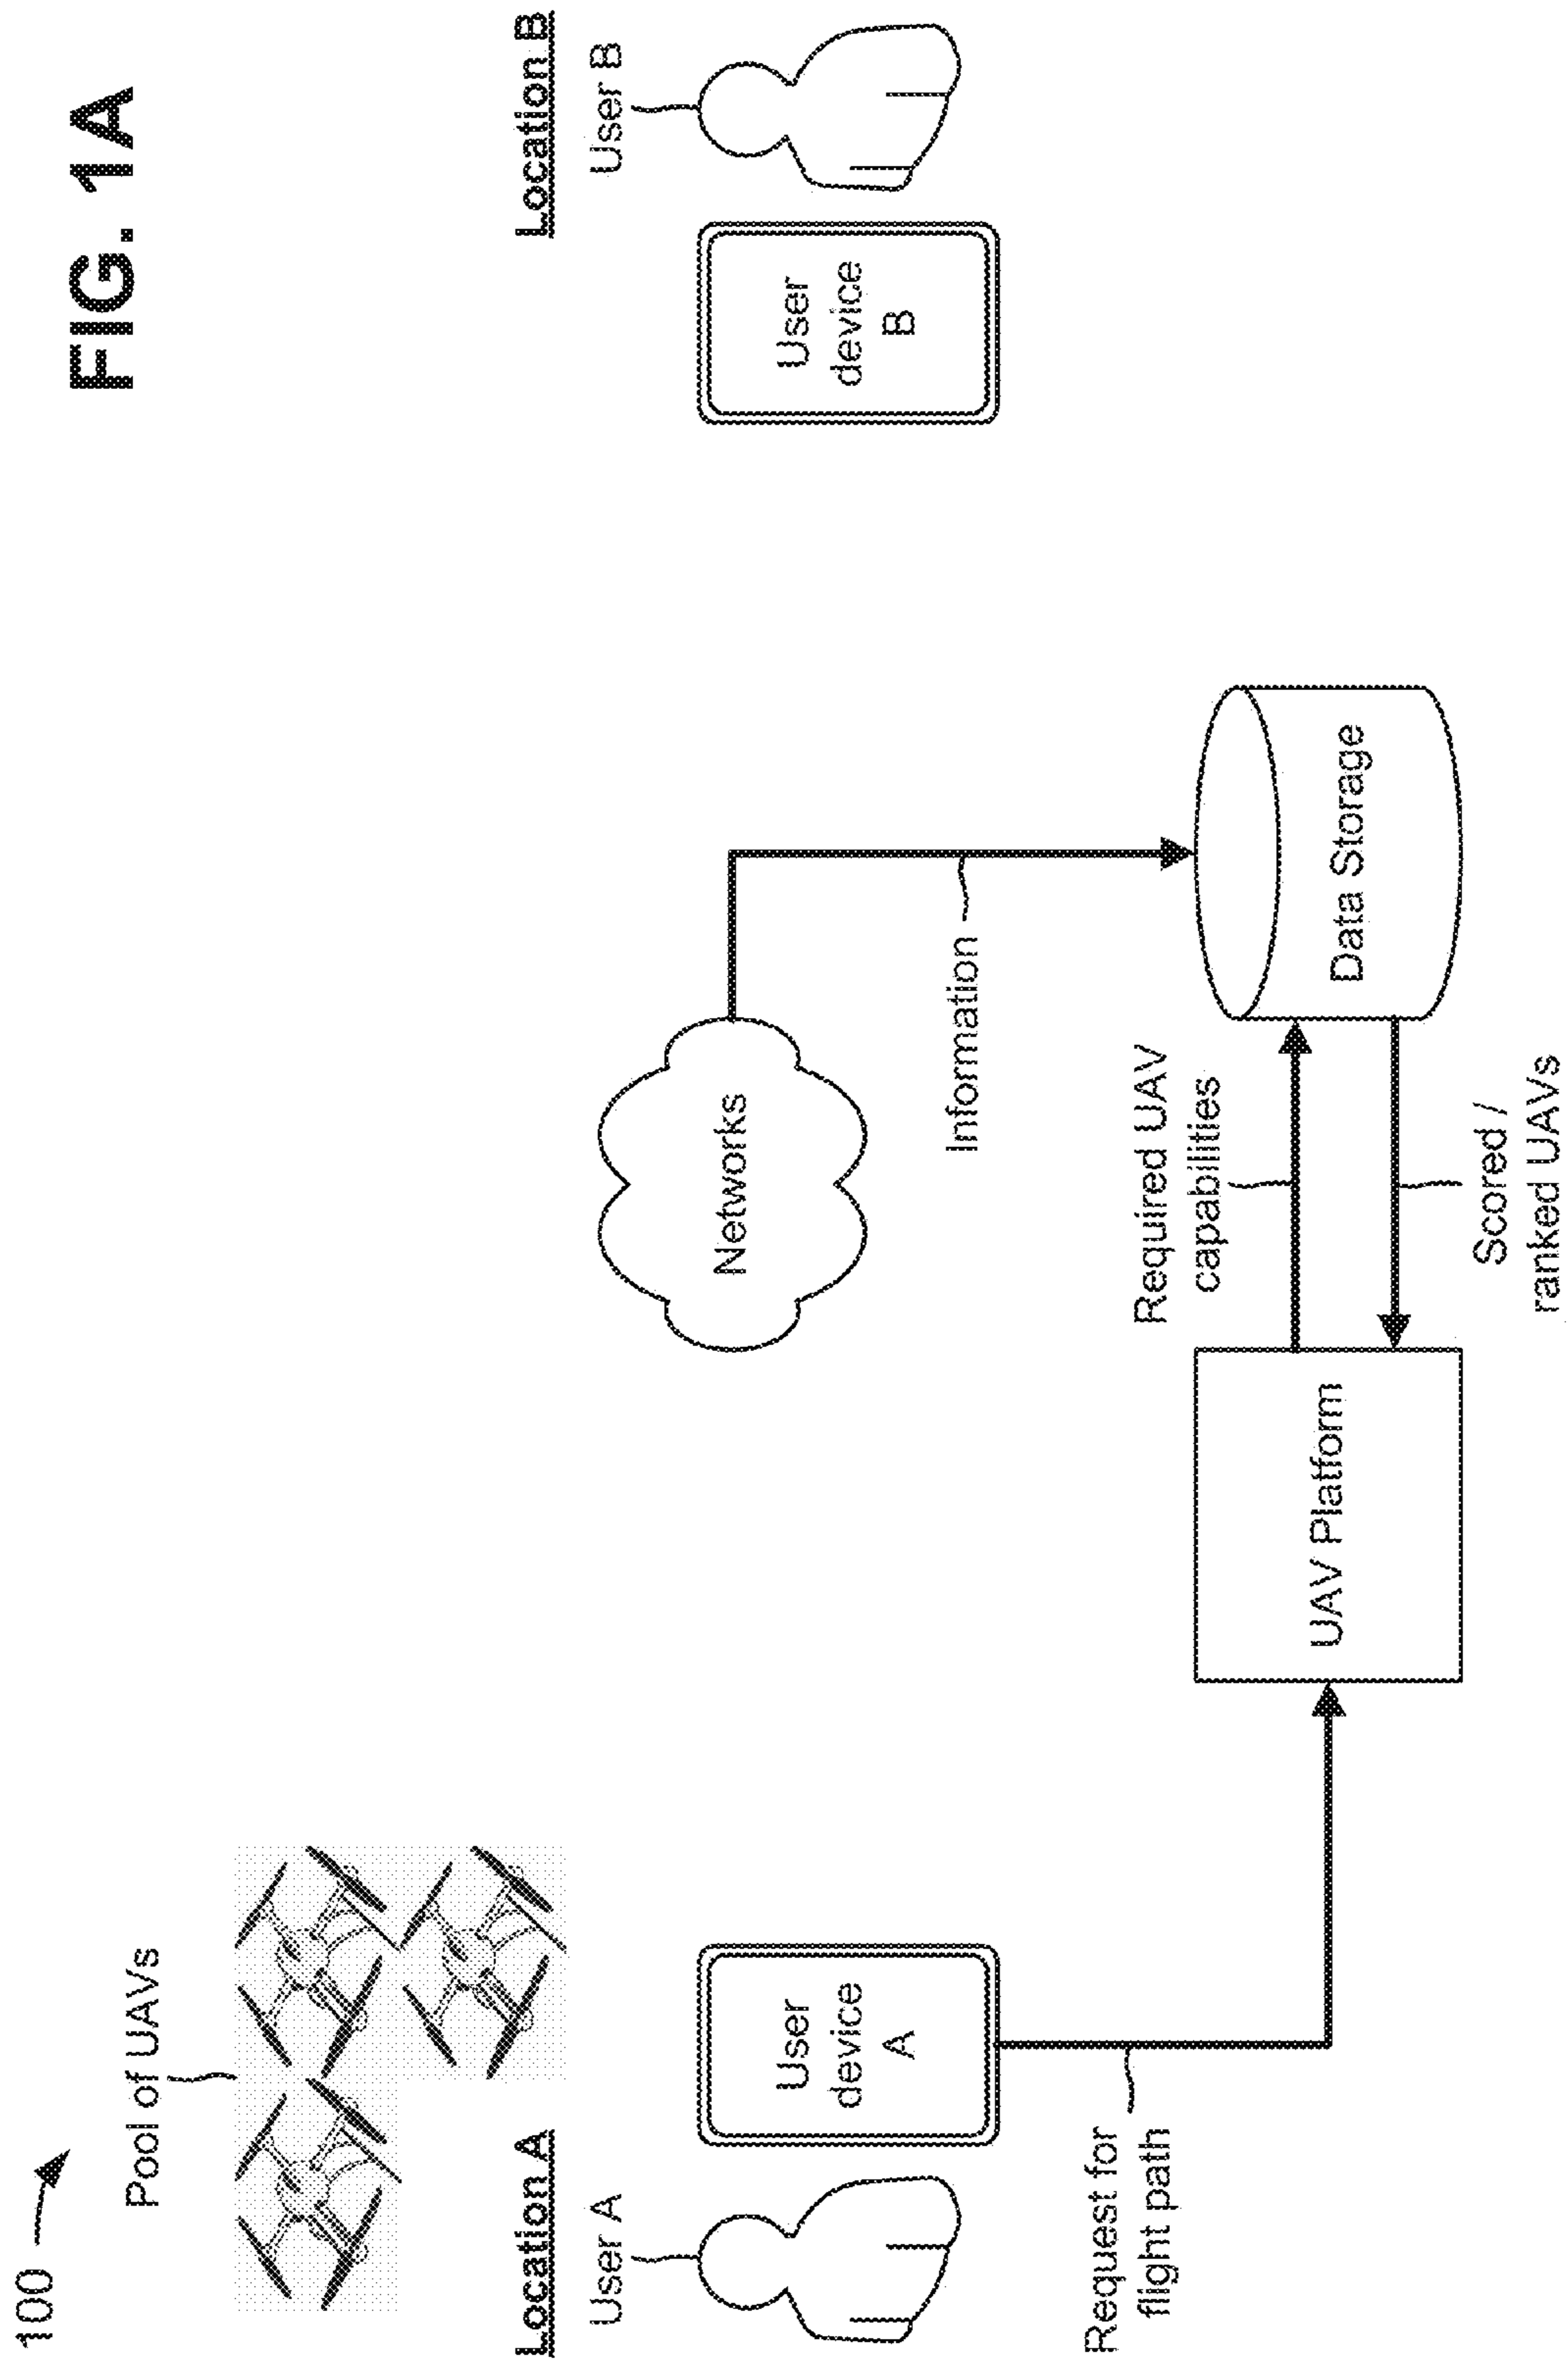 FIG. 1A
100
Pool of UAVs
Location A
User A
User
device
A
Location B
User B
User
device
B
Networks
Information
Request for
flight path
UAV Platform
Required UAV
capabilities
Scored /
ranked UAVs
Data Storage